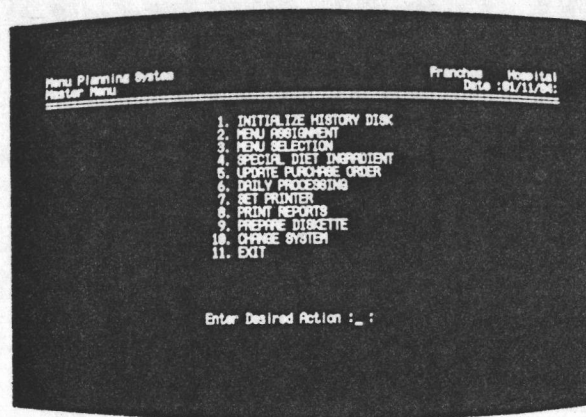 Menu Planning System Franches Hospital
Master Menu Date :01/11/84:
1. INITIALIZE HISTORY DISK
2. MENU ASSIGNMENT
3. MENU SELECTION
4. SPECIAL DIET INGRADIENT
5. UPDATE PURCHASE ORDER
6. DAILY PROCESSING
7. SET PRINTER
8. PRINT REPORTS
9. PREPARE DISKETTE
10. CHANGE SYSTEM
11. EXIT
Enter Desired Action :_ :